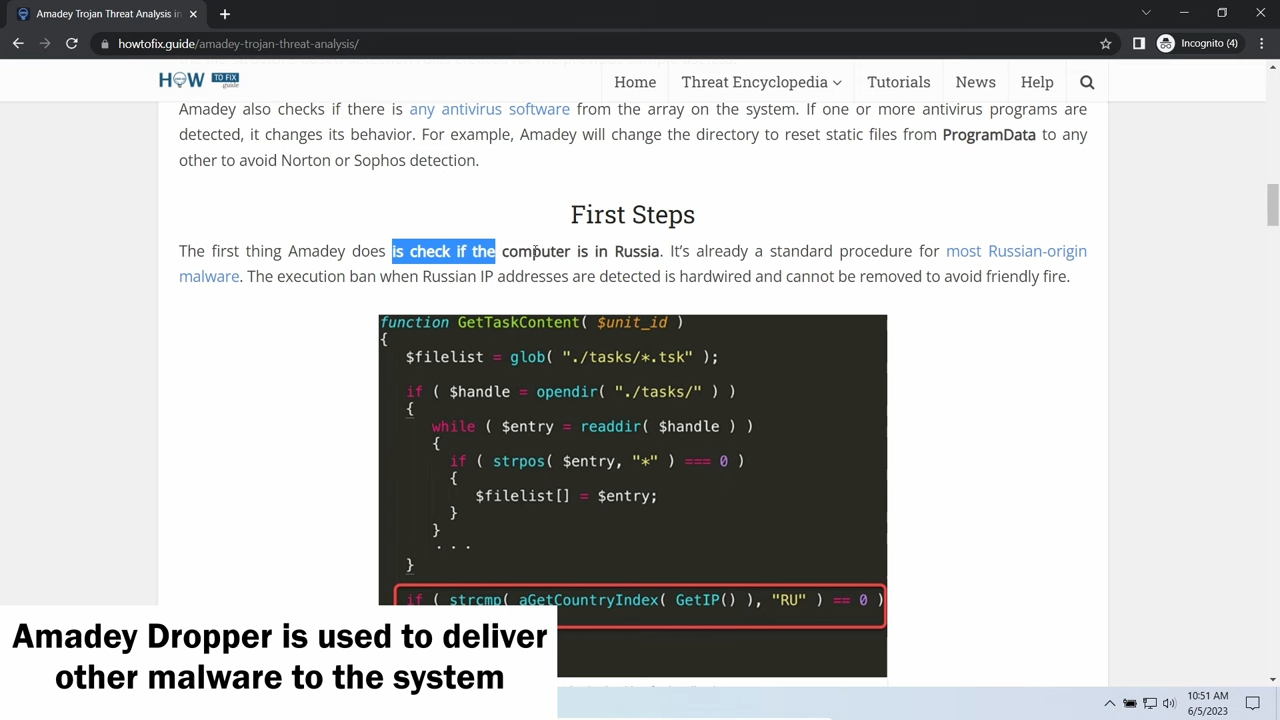 Amadey Trojan Threat Analysis in
howtofix.guide/amadey-trojan-threat-analysis/
Incognito (4)
HOW TO FIX guide
Home Threat Encyclopedia Tutorials News Help
Amadey also checks if there is any antivirus software from the array on the system. If one or more antivirus programs are
detected, it changes its behavior. For example, Amadey will change the directory to reset static files from ProgramData to any
other to avoid Norton or Sophos detection.
First Steps
The first thing Amadey does is check if the computer is in Russia. It’s already a standard procedure for most Russian-origin
malware. The execution ban when Russian IP addresses are detected is hardwired and cannot be removed to avoid friendly fire.
function GetTaskContent( $unit_id )
{
$filelist = glob( "./tasks/*.tsk" );
if ( $handle = opendir( "./tasks/" ) )
{
while ( $entry = readdir( $handle ) )
{
if ( strpos( $entry, "*" ) === 0 )
{
$filelist[] = $entry;
}
}
. . .
}
if ( strcmp( aGetCountryIndex( GetIP() ), "RU" ) == 0 )
Amadey Dropper is used to deliver
other malware to the system
10:51 AM
6/5/2023